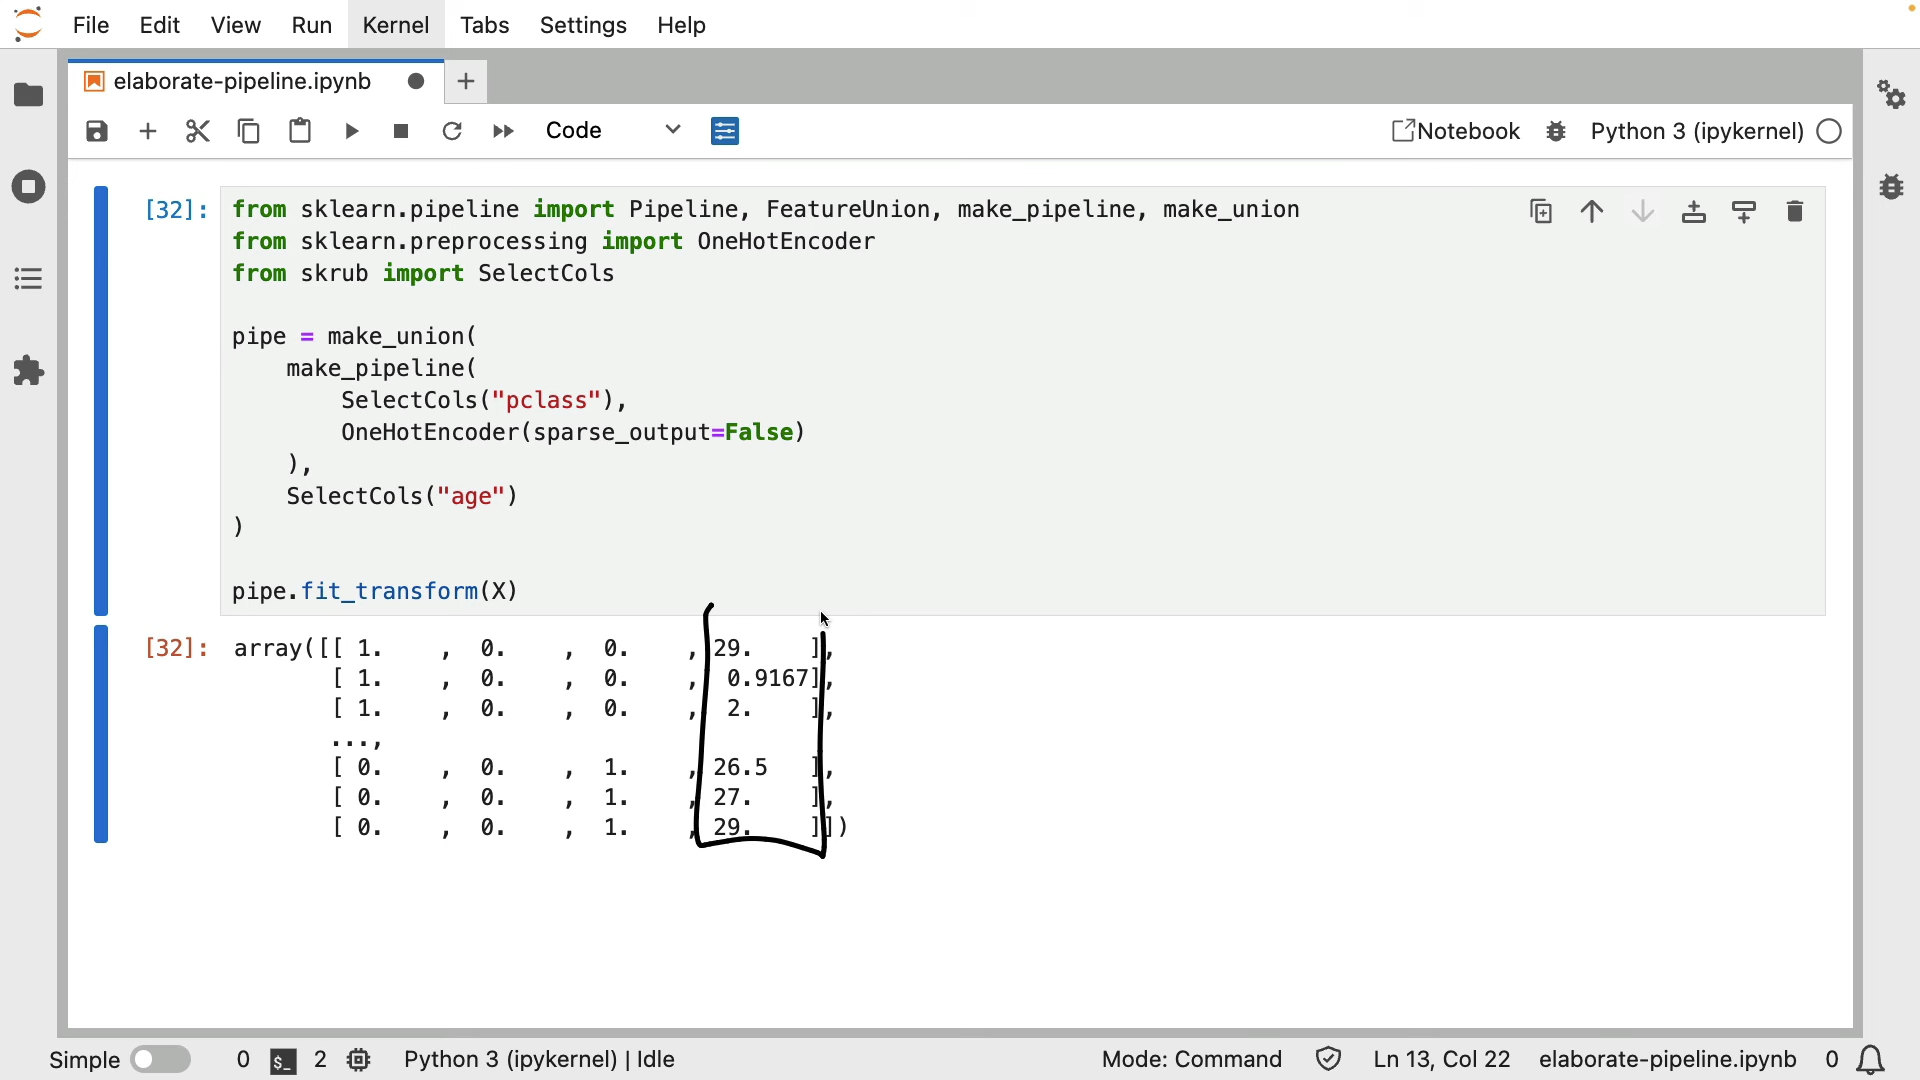 File Edit View Run Kernel Tabs Settings Help
elaborate-pipeline.ipynb
Code Notebook Python 3 (ipykernel)
[32]: from sklearn.pipeline import Pipeline, FeatureUnion, make_pipeline, make_union
from sklearn.preprocessing import OneHotEncoder
from skrub import SelectCols
pipe = make_union(
    make_pipeline(
        SelectCols("pclass"),
        OneHotEncoder(sparse_output=False)
    ),
    SelectCols("age")
)
pipe.fit_transform(X)
[32]: array([[ 1.    , 0.    , 0.    , 29.    ],
[ 1.    , 0.    , 0.    , 0.9167],
[ 1.    , 0.    , 0.    , 2.    ],
...,
[ 0.    , 0.    , 1.    , 26.5   ],
[ 0.    , 0.    , 1.    , 27.    ],
[ 0.    , 0.    , 1.    , 29.    ]])
Simple 0 $_ 2 Python 3 (ipykernel) | Idle Mode: Command Ln 13, Col 22 elaborate-pipeline.ipynb 0